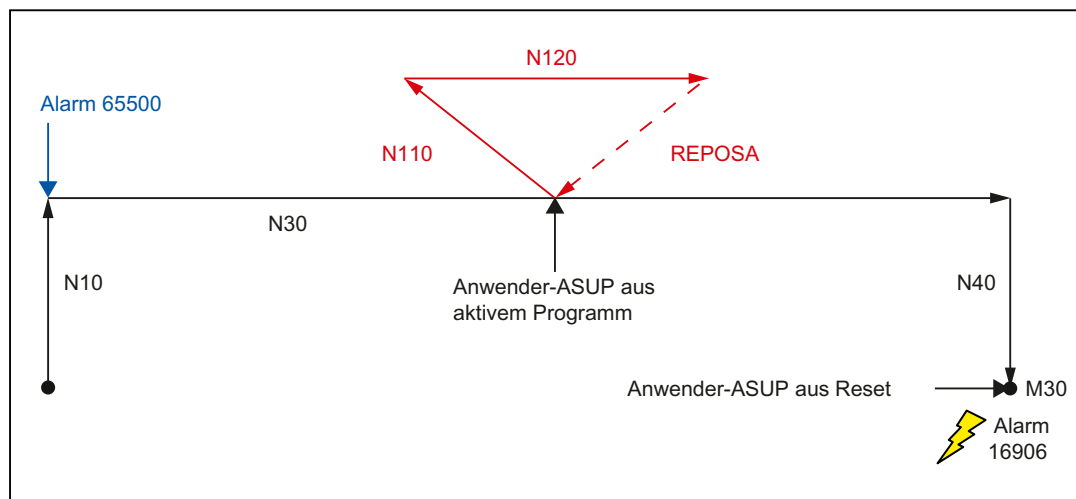 N120
Alarm 65500
N110
REPOSA
N30
N10
Anwender-ASUP aus
aktivem Programm
N40
Anwender-ASUP aus Reset
M30
Alarm
16906